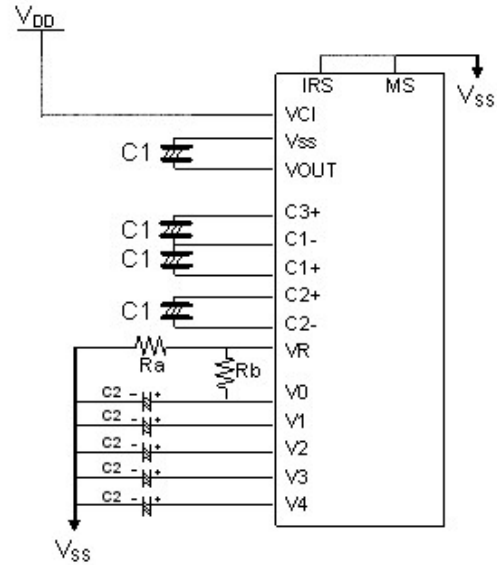 VDD
IRS MS
VSS
VCI
C1 Vss
VOUT
C1 C3+
C1-
C1 C1+
C1 C2+
C2-
VR
Ra Rb
C2 - + V0
C2 - + V1
C2 - + V2
C2 - + V3
C2 - + V4
VSS